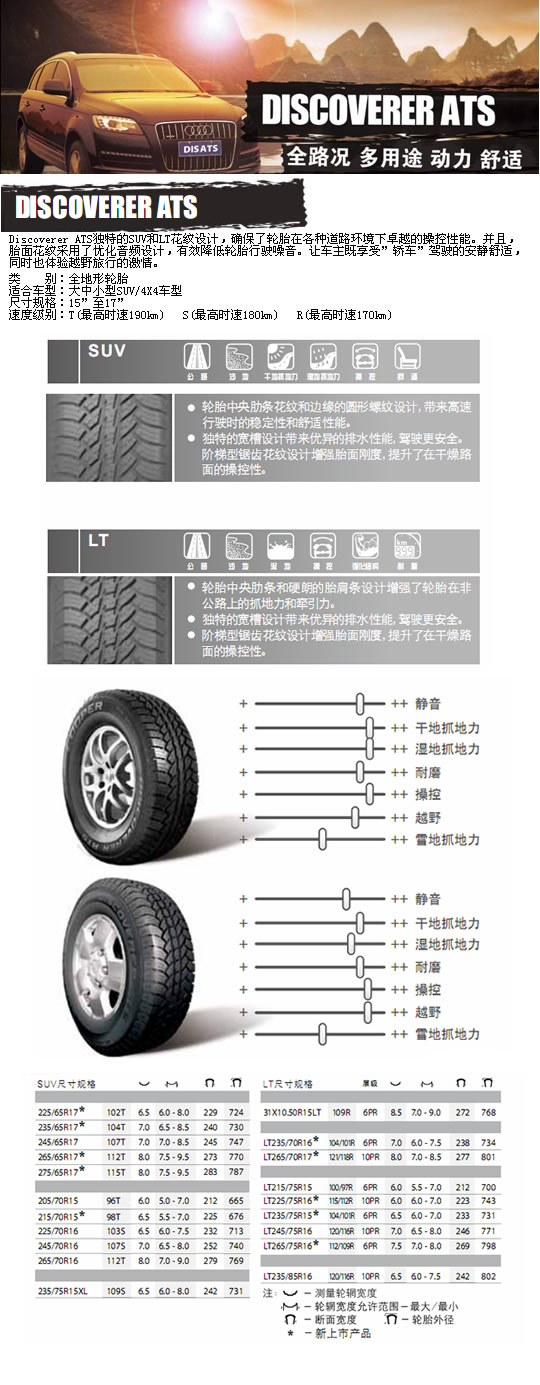 DISATS
DISCOVERER ATS
全路况 多用途 动力 舒适
DISCOVERER ATS
Discoverer ATS独特的SUV和LT花纹设计，确保了轮胎在各种道路环境下卓越的操控性能。并且，
胎面花纹采用了优化音频设计，有效降低轮胎行驶噪音。让车主既享受”轿车”驾驶的安静舒适，
同时也体验越野旅行的激情。
类　　别：全地形轮胎
适合车型：大中小型SUV/4X4车型
尺寸规格：15”至17”
速度级别：T(最高时速190km)　S(最高时速180km)　R(最高时速170km)
SUV
公路 沙地 干地抓地力 湿地抓地力 操控 舒适
● 轮胎中央肋条花纹和边缘的圆形螺纹设计,带来高速
行驶时的稳定性和舒适性能。
● 独特的宽槽设计带来优异的排水性能,驾驶更安全。
阶梯型锯齿花纹设计增强胎面刚度,提升了在干燥路
面的操控性。
LT
公路 沙地 泥地 操控 强化结构 耐磨
● 轮胎中央肋条和硬朗的胎肩条设计增强了轮胎在非
公路上的抓地力和牵引力。
● 独特的宽槽设计带来优异的排水性能,驾驶更安全。
● 阶梯型锯齿花纹设计增强胎面刚度,提升了在干燥路
面的操控性。
COOPER
+ ++ 静音
+ ++ 干地抓地力
+ ++ 湿地抓地力
+ ++ 耐磨
+ ++ 操控
+ ++ 越野
+ ++ 雪地抓地力
+ ++ 静音
+ ++ 干地抓地力
+ ++ 湿地抓地力
+ ++ 耐磨
+ ++ 操控
+ ++ 越野
+ ++ 雪地抓地力
SUV尺寸规格
225/65R17* 102T 6.5 6.0 - 8.0 229 724
235/65R17* 104T 7.0 6.5 - 8.5 240 730
245/65R17 107T 7.0 7.0 - 8.5 245 747
265/65R17* 112T 8.0 7.5 - 9.5 273 770
275/65R17* 115T 8.0 7.5 - 9.5 283 787
205/70R15 96T 6.0 5.0 - 7.0 212 665
215/70R15* 98T 6.5 5.5 - 7.0 225 676
225/70R16 103S 6.5 6.0 - 7.5 232 713
245/70R16 107S 7.0 6.5 - 8.0 252 740
265/70R16 112T 8.0 7.0 - 9.0 279 769
235/75R15XL 109S 6.5 6.0 - 8.0 242 731
LT尺寸规格 层级
31X10.50R15LT 109R 6PR 8.5 7.0 - 9.0 272 768
LT235/70R16* 104/101R 6PR 7.0 6.0 - 7.5 238 734
LT265/70R17* 121/118R 10PR 8.0 7.0 - 8.5 277 801
LT215/75R15 100/97R 6PR 6.0 5.5 - 7.0 212 700
LT225/75R16* 115/112R 10PR 6.0 6.0 - 7.0 223 743
LT235/75R15* 104/101R 6PR 6.5 6.0 - 7.0 233 731
LT245/75R16 120/116R 10PR 7.0 6.5 - 8.0 246 771
LT265/75R16* 112/109R 6PR 7.5 7.0 - 8.0 269 798
LT235/85R16 120/116R 10PR 6.5 6.0 - 7.5 242 802
注: - 测量轮辋宽度
- 轮辋宽度允许范围 - 最大/最小
- 断面宽度 - 轮胎外径
* - 新上市产品